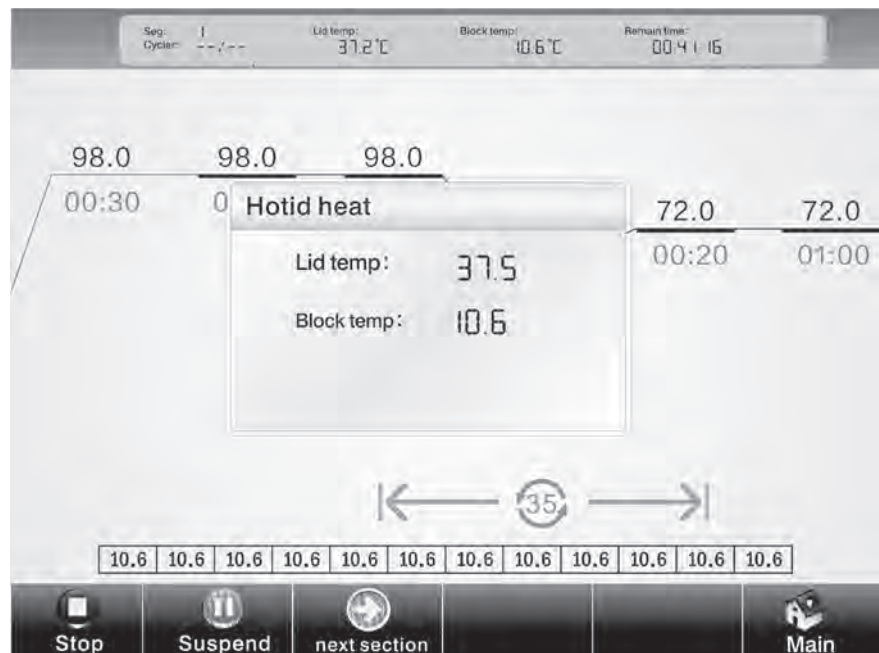 Seg: 1 Lid temp: Block temp: Remain time:
Cycler: --/-- 37.2℃ 10.6℃ 00:41:16
98.0 98.0 98.0
00:30 0
Hotid heat
72.0 72.0
00:20 01:00
Lid temp: 37.5
Block temp: 10.6
35
10.6 10.6 10.6 10.6 10.6 10.6 10.6 10.6 10.6 10.6 10.6 10.6
Stop Suspend next section Main